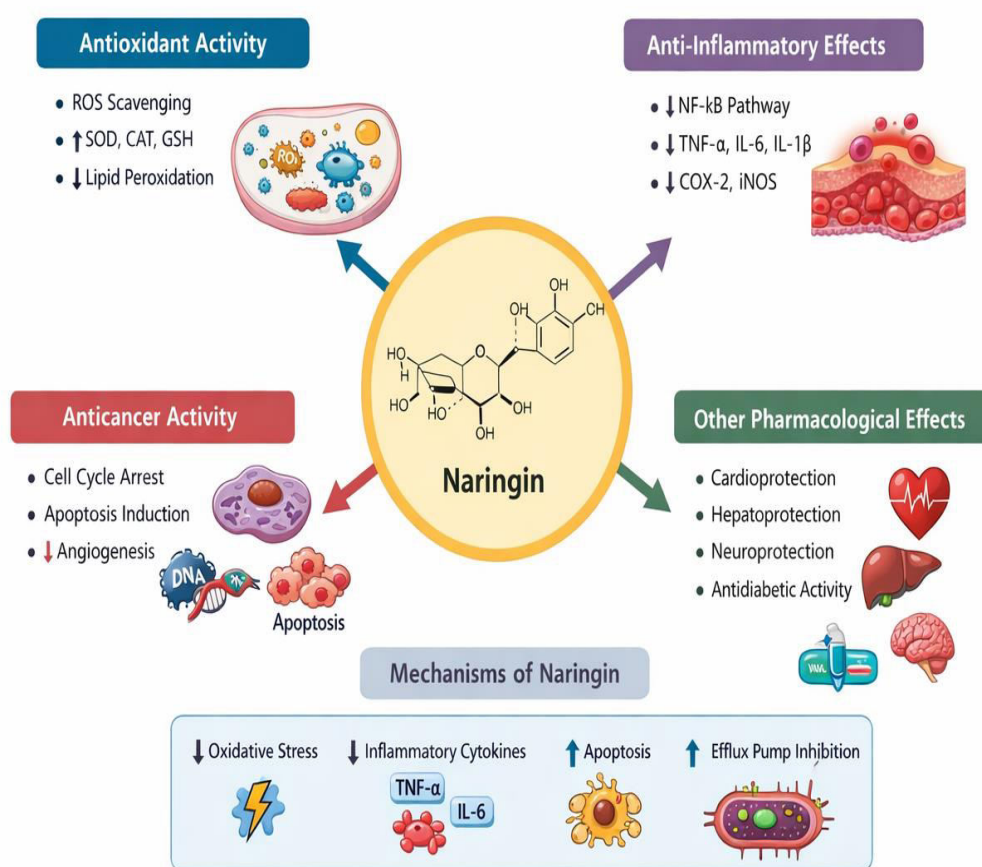 Antioxidant Activity
• ROS Scavenging
• ↑ SOD, CAT, GSH
• ↓ Lipid Peroxidation
Anti-Inflammatory Effects
• ↓ NF-kB Pathway
• ↓ TNF-α, IL-6, IL-1β
• ↓ COX-2, iNOS
OH
OH
CH
O
HO
H
HO
HO
OH
OH
Naringin
Anticancer Activity
• Cell Cycle Arrest
• Apoptosis Induction
• ↓ Angiogenesis
DNA
Apoptosis
Other Pharmacological Effects
• Cardioprotection
• Hepatoprotection
• Neuroprotection
• Antidiabetic Activity
Mechanisms of Naringin
↓ Oxidative Stress
↓ Inflammatory Cytokines
TNF-α
IL-6
↑ Apoptosis
↑ Efflux Pump Inhibition